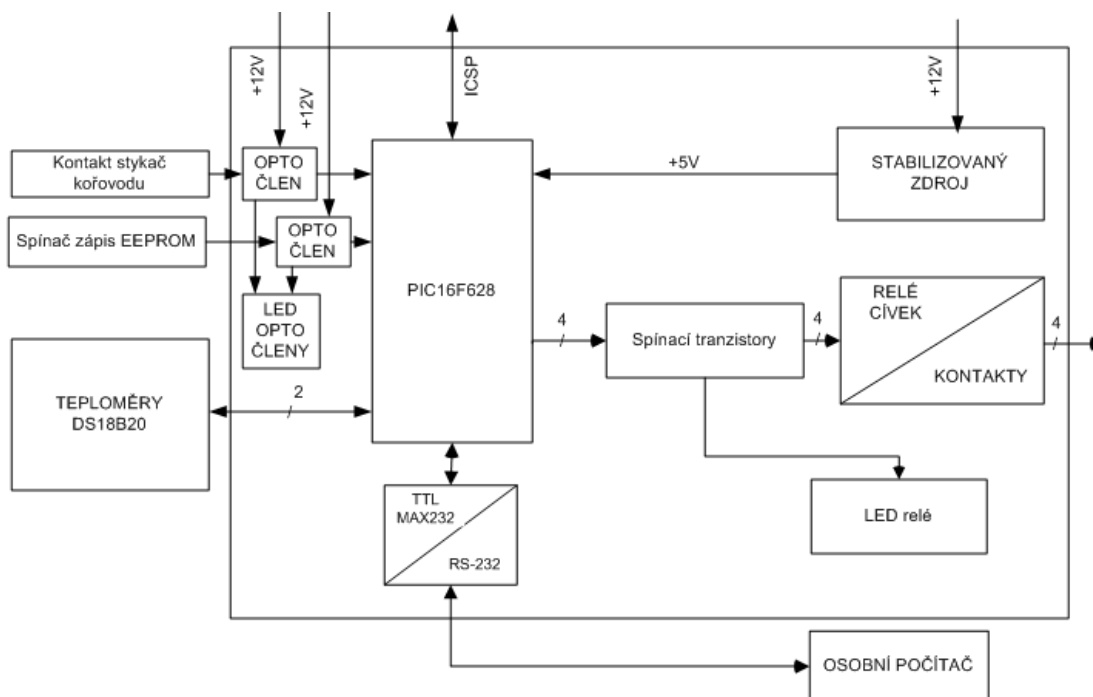 +12V
+12V
ICSP
+12V
Kontakt stykač
kořovodu
OPTO
ČLEN
+5V
STABILIZOVANÝ
ZDROJ
Spínač zápis EEPROM
OPTO
ČLEN
PIC16F628
LED
OPTO
ČLENY
4
Spínací tranzistory
4
RELÉ
CÍVEK
KONTAKTY
4
TEPLOMĚRY
DS18B20
2
TTL
MAX232
RS-232
LED relé
OSOBNÍ POČÍTAČ